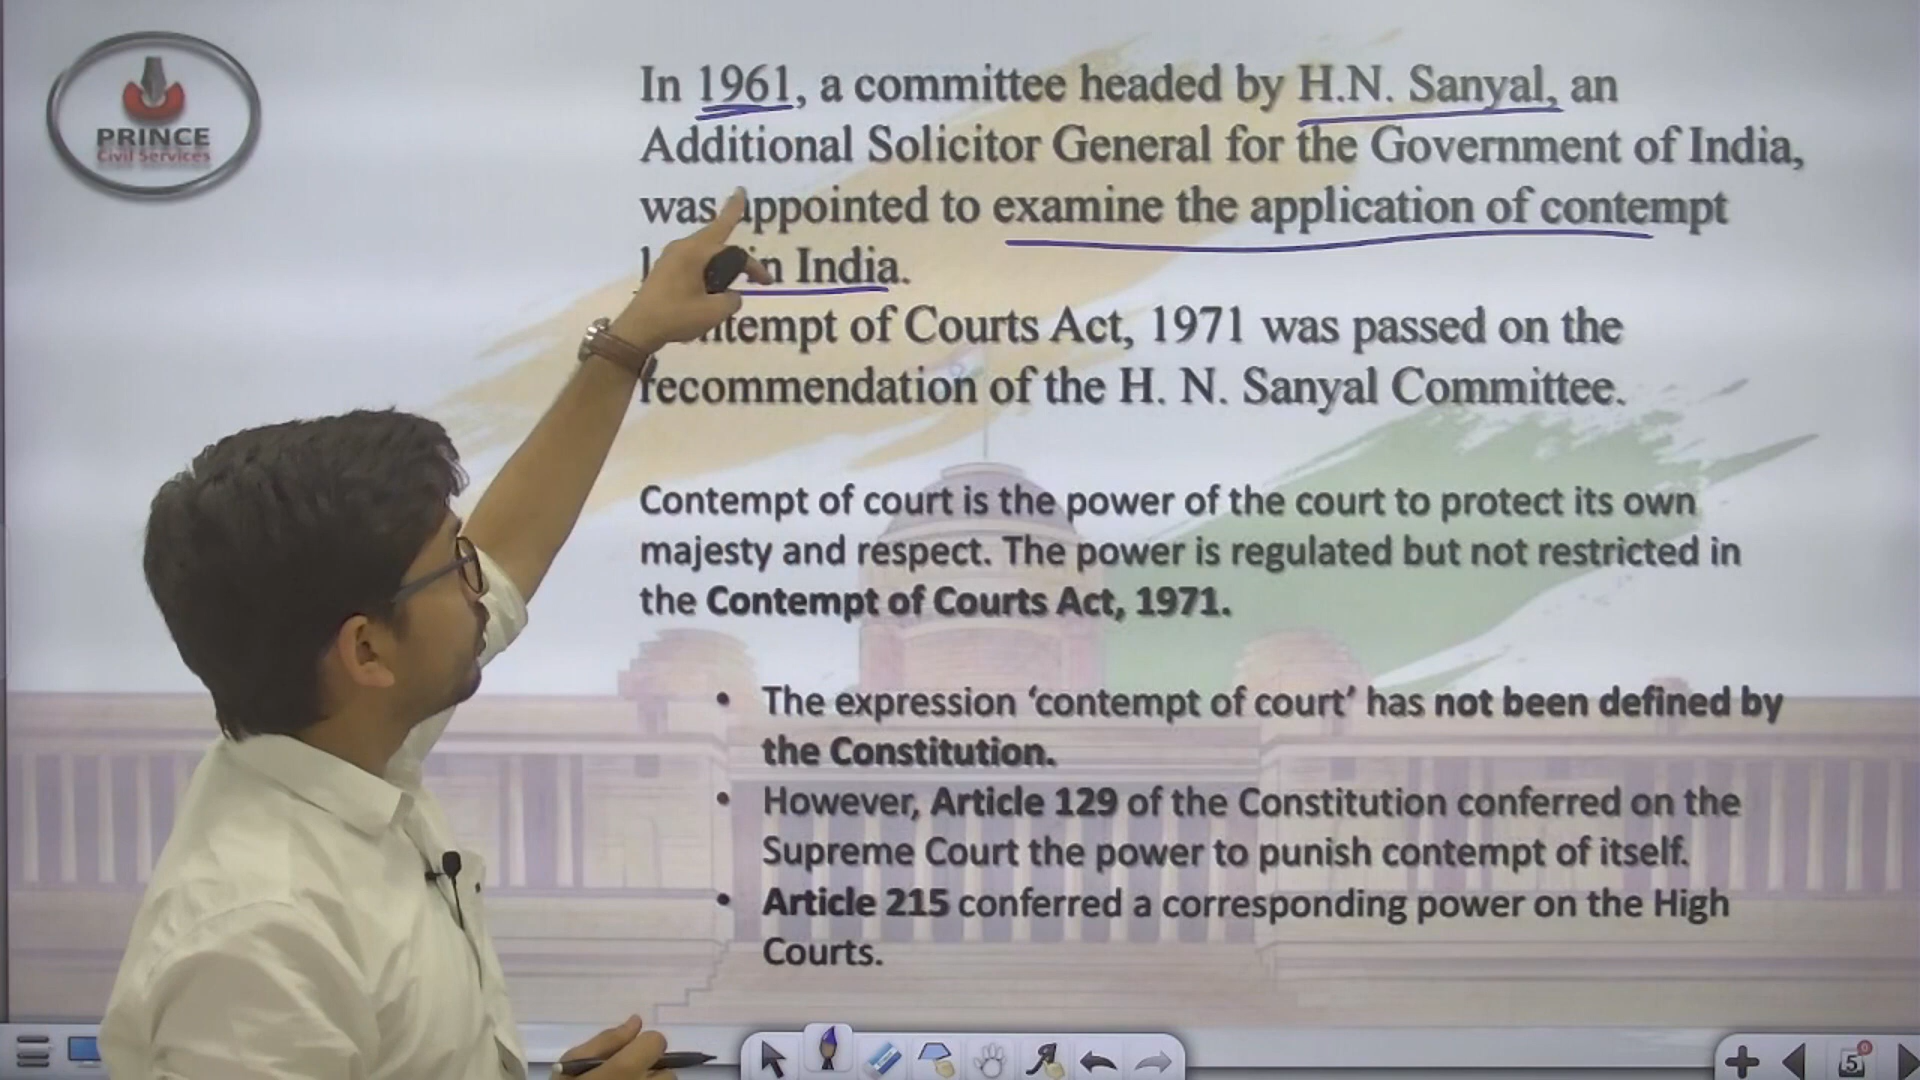 PRINCE
Civil Services
In 1961, a committee headed by H.N. Sanyal, an
Additional Solicitor General for the Government of India,
was appointed to examine the application of contempt
in India.
Contempt of Courts Act, 1971 was passed on the
recommendation of the H. N. Sanyal Committee.
Contempt of court is the power of the court to protect its own
majesty and respect. The power is regulated but not restricted in
the Contempt of Courts Act, 1971.
• The expression ‘contempt of court’ has not been defined by
the Constitution.
• However, Article 129 of the Constitution conferred on the
Supreme Court the power to punish contempt of itself.
• Article 215 conferred a corresponding power on the High
Courts.
5
0